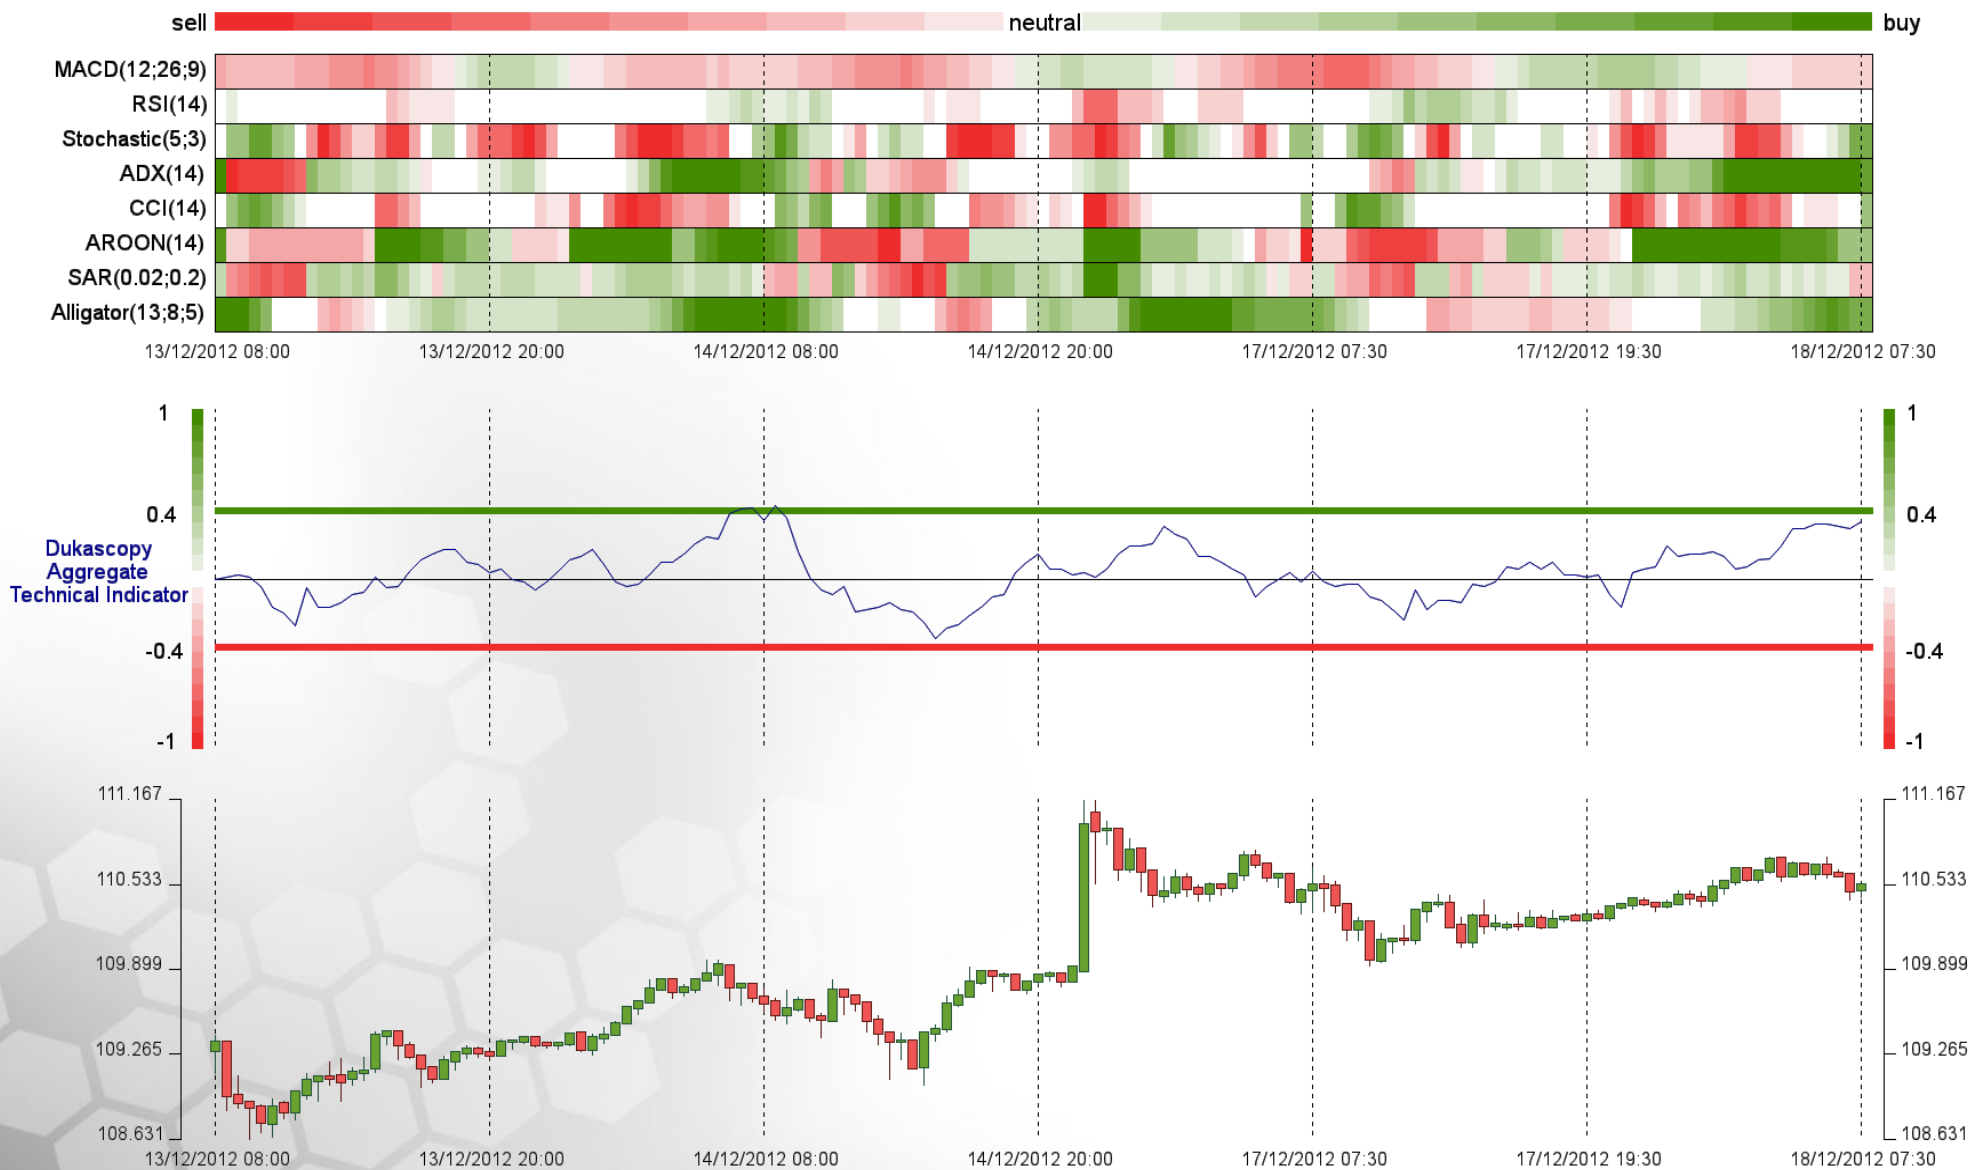 sell neutral buy
MACD(12;26;9)
RSI(14)
Stochastic(5;3)
ADX(14)
CCI(14)
AROON(14)
SAR(0.02;0.2)
Alligator(13;8;5)
13/12/2012 08:00 13/12/2012 20:00 14/12/2012 08:00 14/12/2012 20:00 17/12/2012 07:30 17/12/2012 19:30 18/12/2012 07:30
1 1
0.4 0.4
Dukascopy
Aggregate
Technical Indicator
-0.4 -0.4
-1 -1
111.167 111.167
110.533 110.533
109.899 109.899
109.265 109.265
108.631 108.631
13/12/2012 08:00 13/12/2012 20:00 14/12/2012 08:00 14/12/2012 20:00 17/12/2012 07:30 17/12/2012 19:30 18/12/2012 07:30